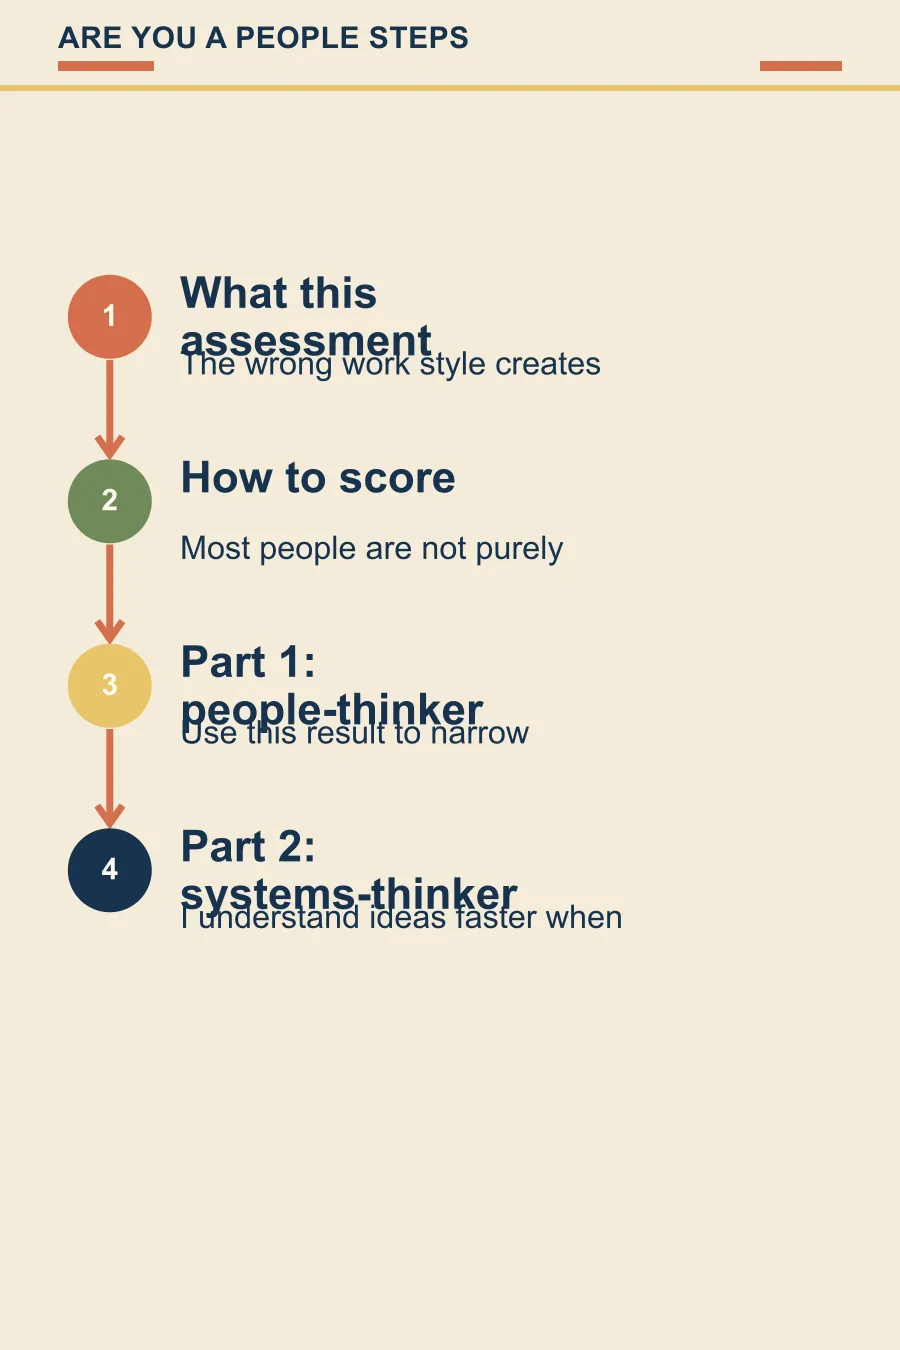 ARE YOU A PEOPLE STEPS
1
What this
assessment
The wrong work style creates
2
How to score
Most people are not purely
3
Part 1:
people-thinker
Use this result to narrow
4
Part 2:
systems-thinker
I understand ideas faster when